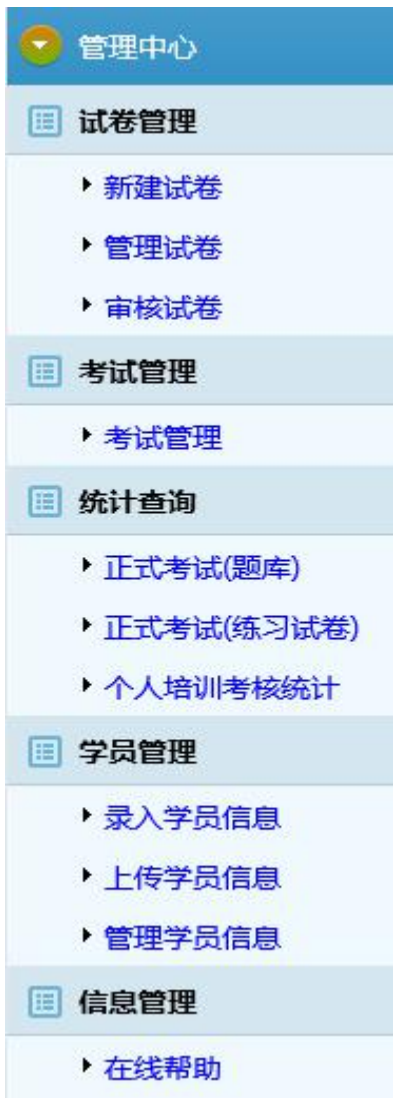 管理中心
试卷管理
新建试卷
管理试卷
审核试卷
考试管理
考试管理
统计查询
正式考试(题库)
正式考试(练习试卷)
个人培训考核统计
学员管理
录入学员信息
上传学员信息
管理学员信息
信息管理
在线帮助